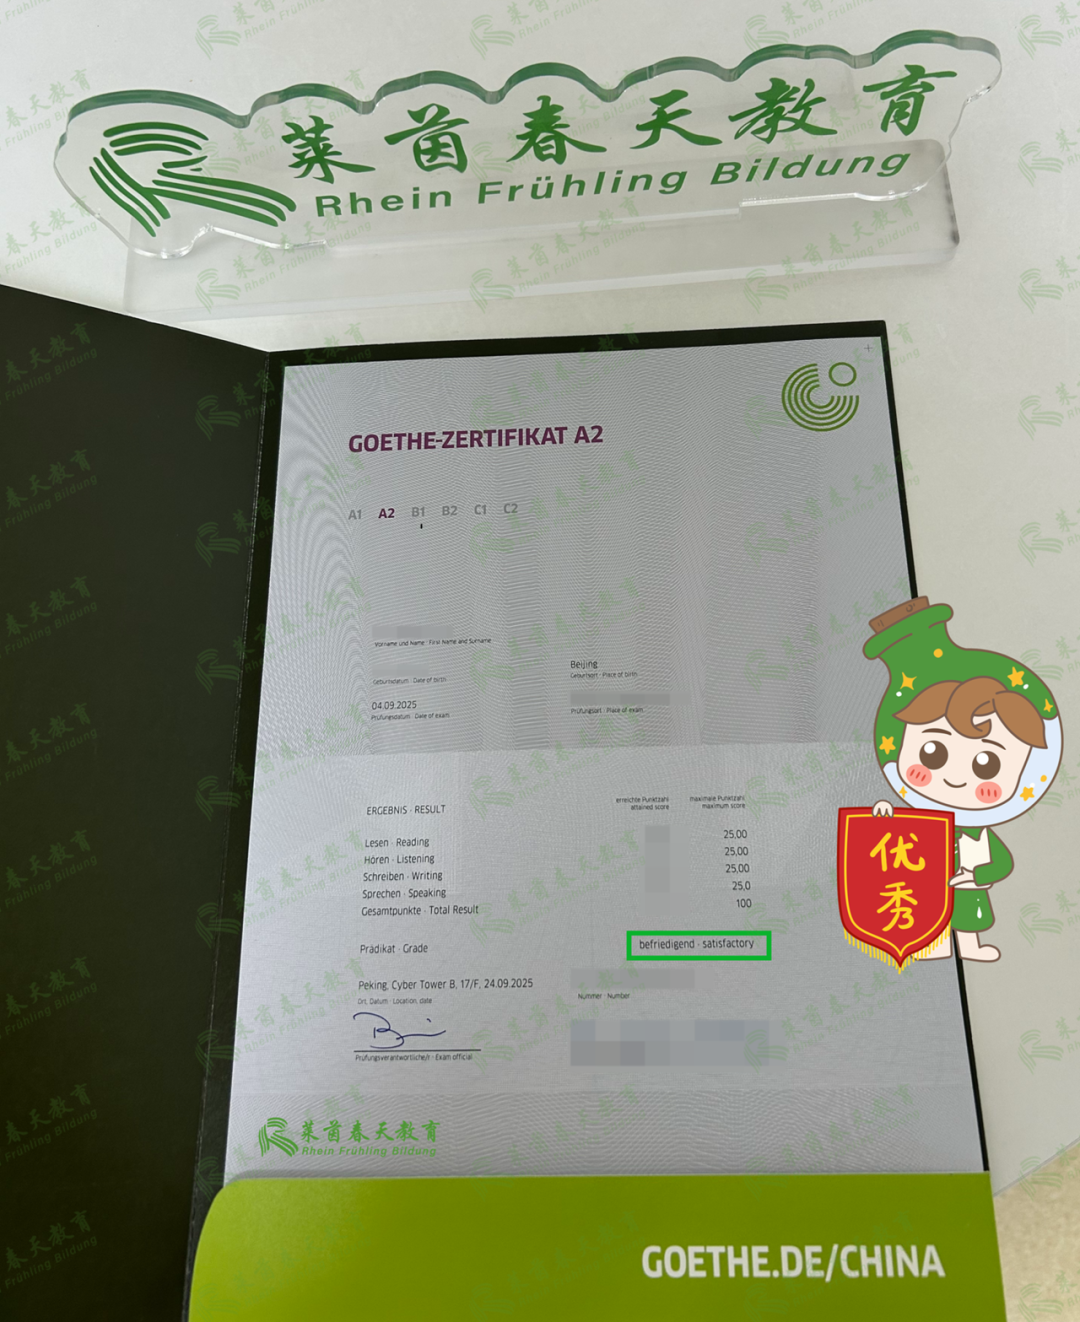 莱茵春天教育
Rhein Frühling Bildung
GOETHE-ZERTIFIKAT A2
A1 A2 B1 B2 C1 C2
Vorname und Name · First Name and Surname
Beijing
Geburtsdatum · Date of birth
Geburtsort · Place of birth
04.09.2025
Prüfungsdatum · Date of exam
Prüfungsort · Place of exam
ERGEBNIS · RESULT
erreichte Punktzahl
attained score
maximale Punktzahl
maximum score
Lesen · Reading 25,00
Hören · Listening 25,00
Schreiben · Writing 25,00
Sprechen · Speaking 25,0
Gesamtpunkte · Total Result 100
Prädikat · Grade befriedigend · satisfactory
Peking, Cyber Tower B, 17/F, 24.09.2025
Ort, Datum · Location, date
Nummer · Number
Prüfungsverantwortliche/r · Exam official
优
秀
莱茵春天教育
Rhein Frühling Bildung
GOETHE.DE/CHINA